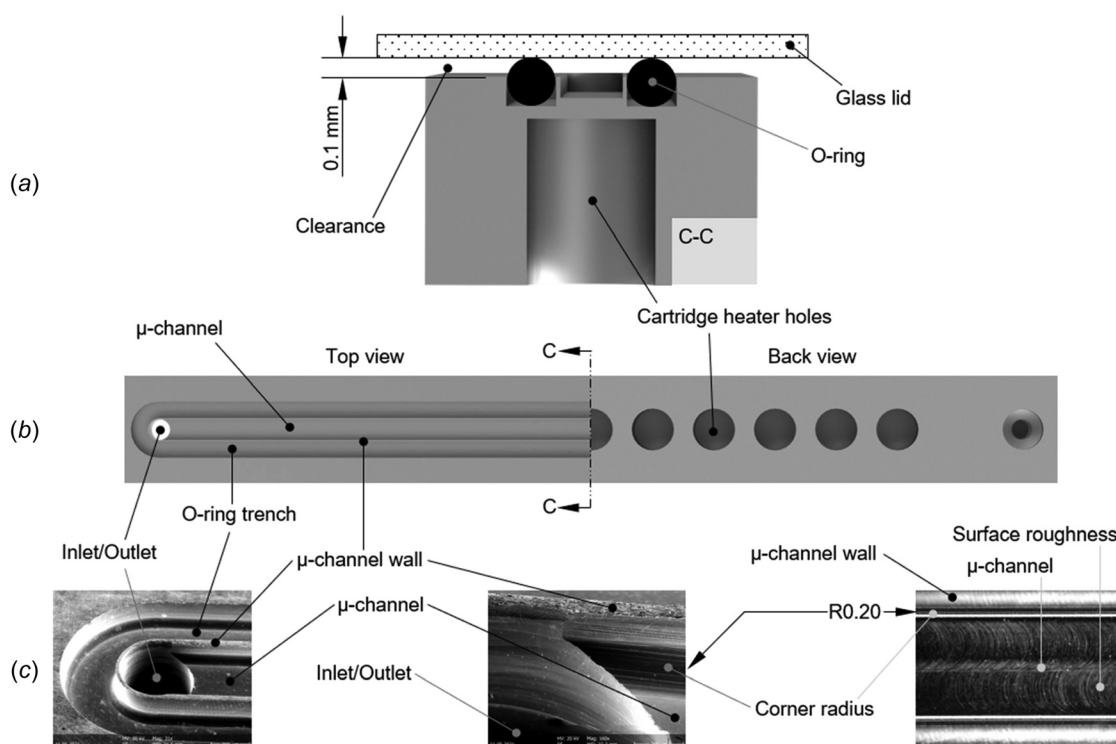 Glass lid
0.1 mm
O-ring
(a)
Clearance
C-C
Cartridge heater holes
µ-channel
Top view
C
Back view
(b)
C
O-ring trench
Inlet/Outlet
µ-channel wall
µ-channel wall
Surface roughness
µ-channel
µ-channel
R0.20
(c)
Inlet/Outlet
Corner radius